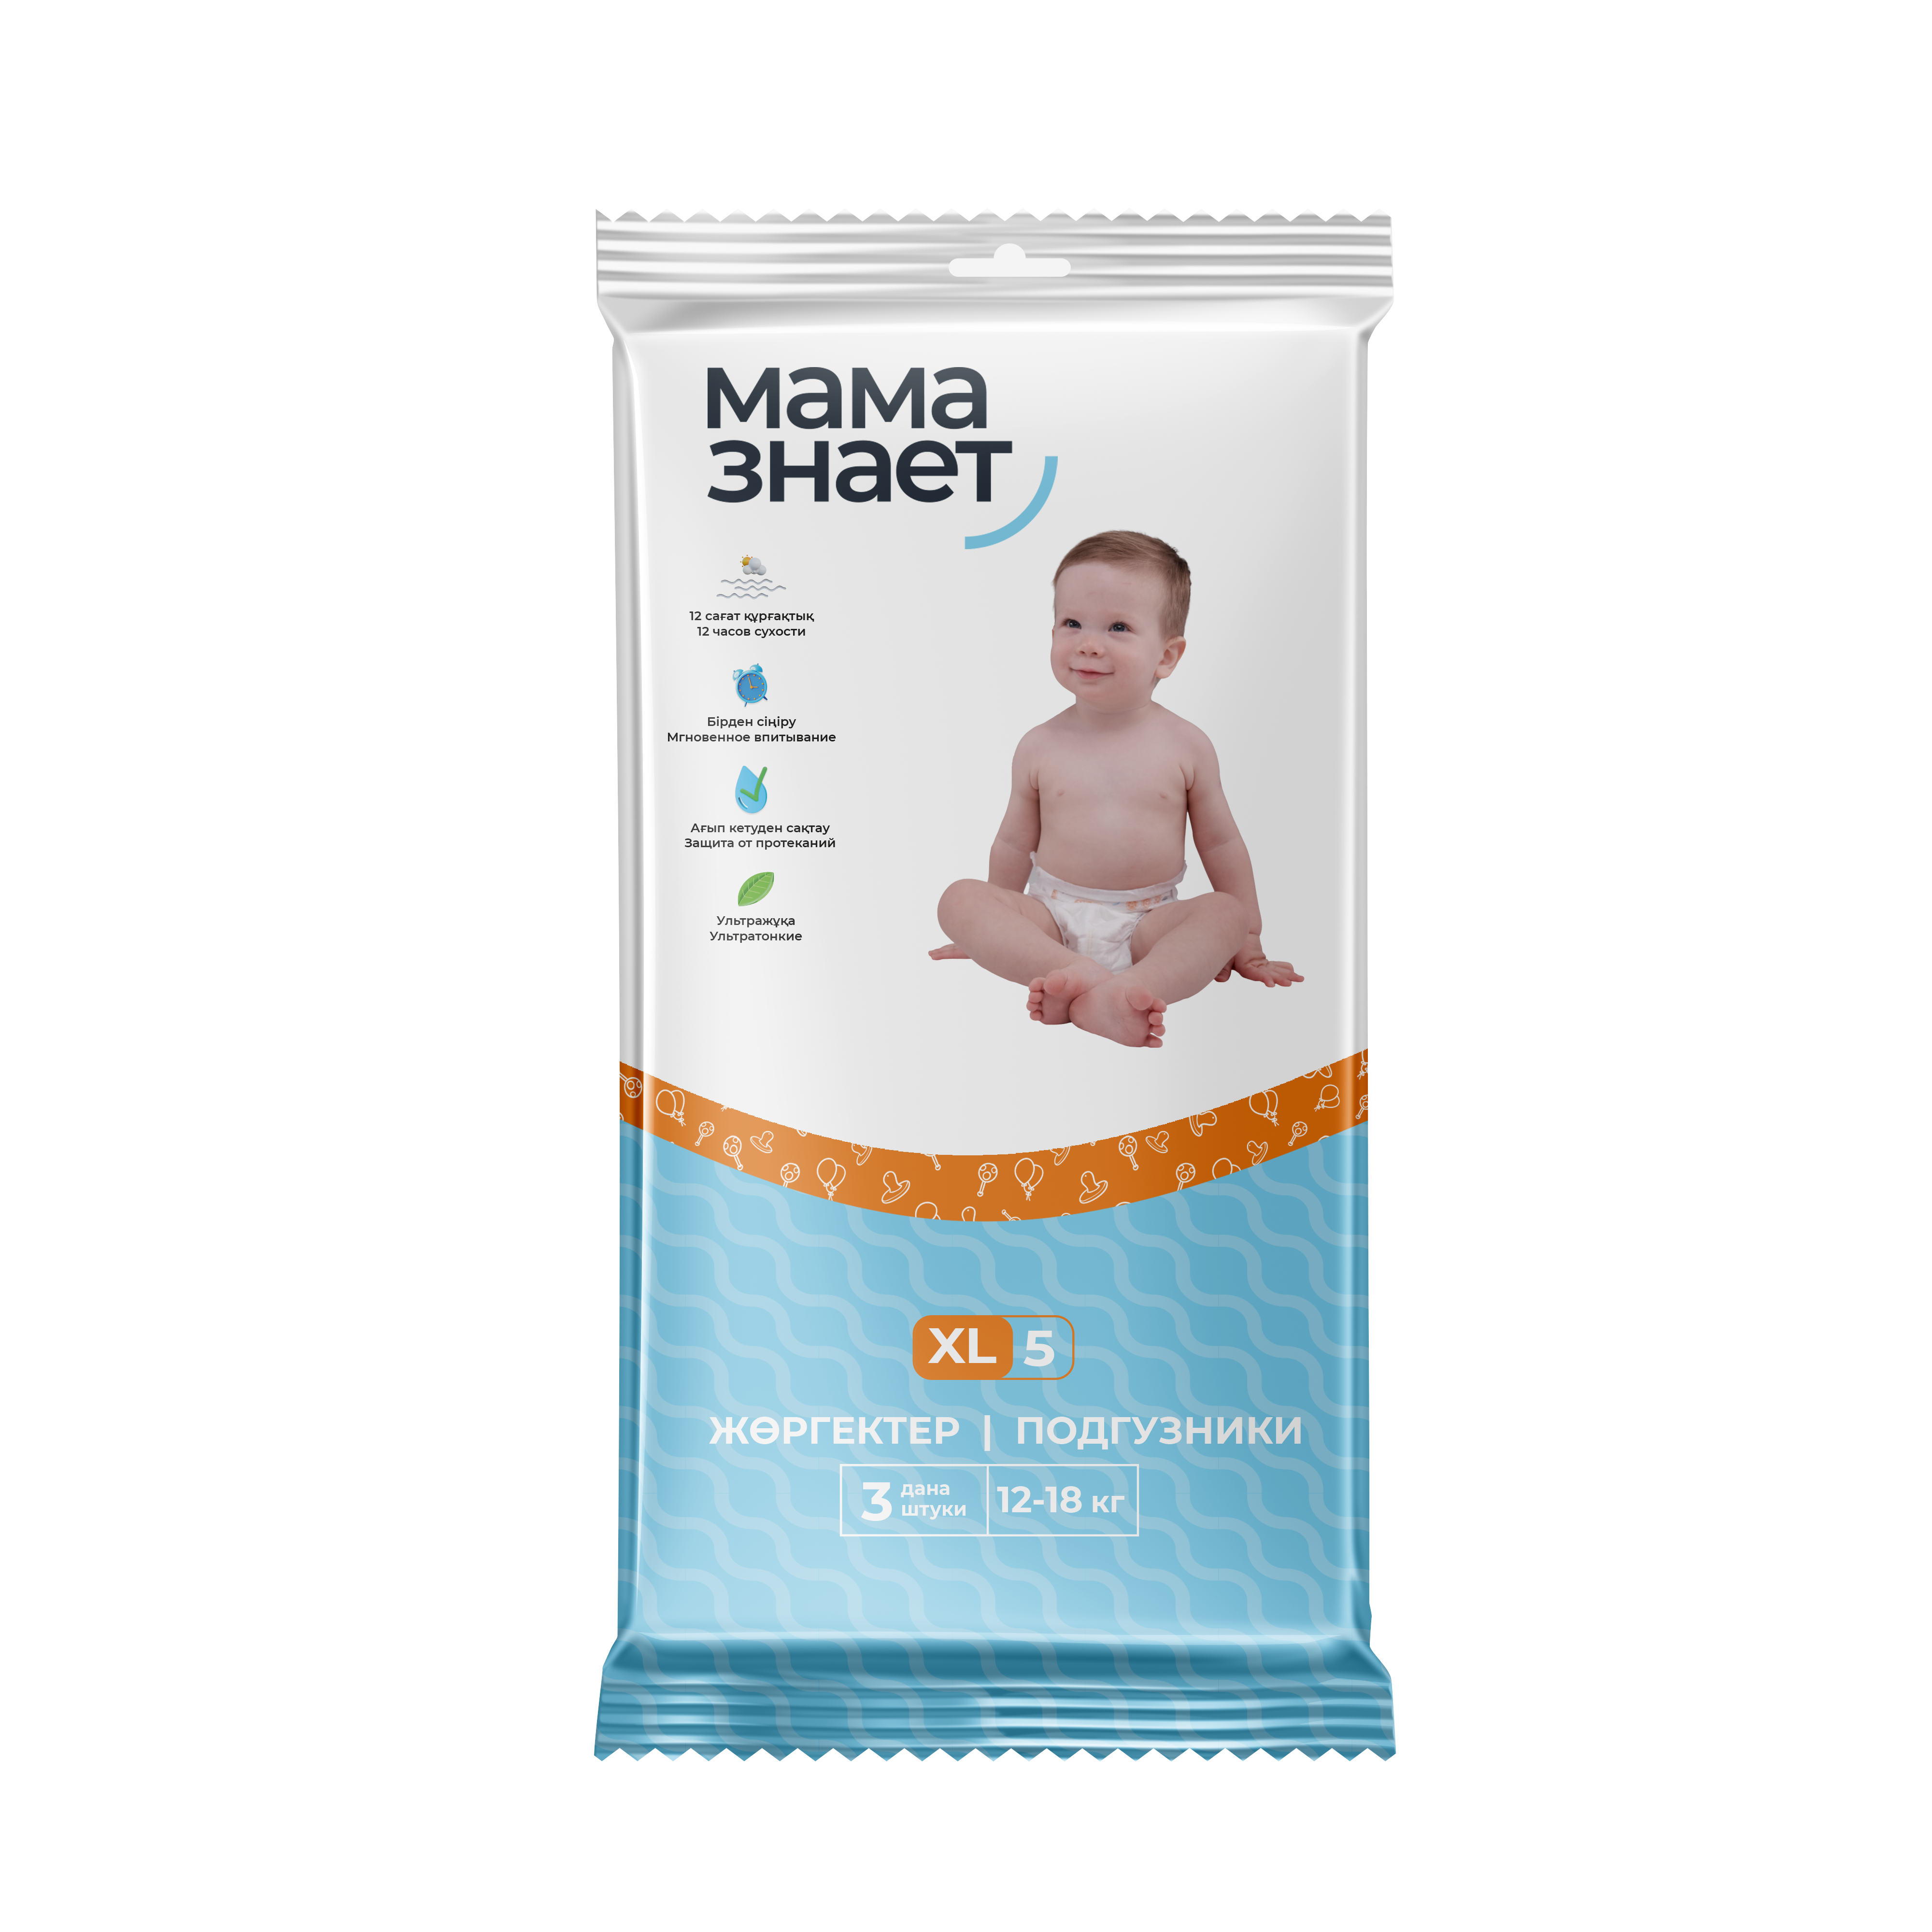 мама
знает
12 сағат құрғақтық
12 часов сухости
Бірден сіңіру
Мгновенное впитывание
Ағып кетуден сақтау
Защита от протеканий
Ультражұқа
Ультратонкие
XL 5
ЖӨРГЕКТЕР | ПОДГУЗНИКИ
3 дана
штуки
12-18 кг